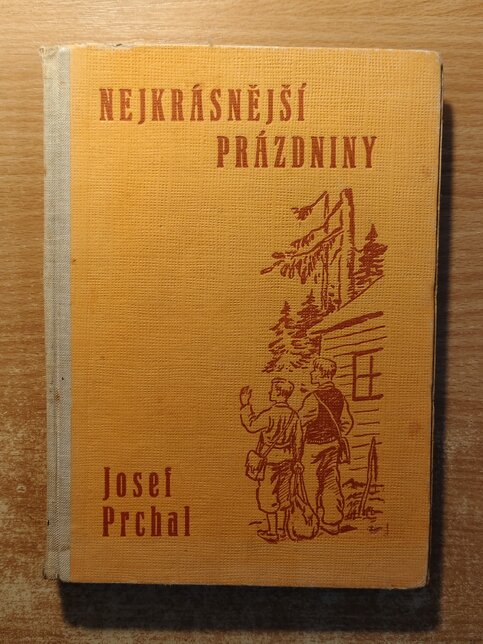 NEJKRÁSNĚJŠÍ
PRÁZDNINY
Josef
Prchal